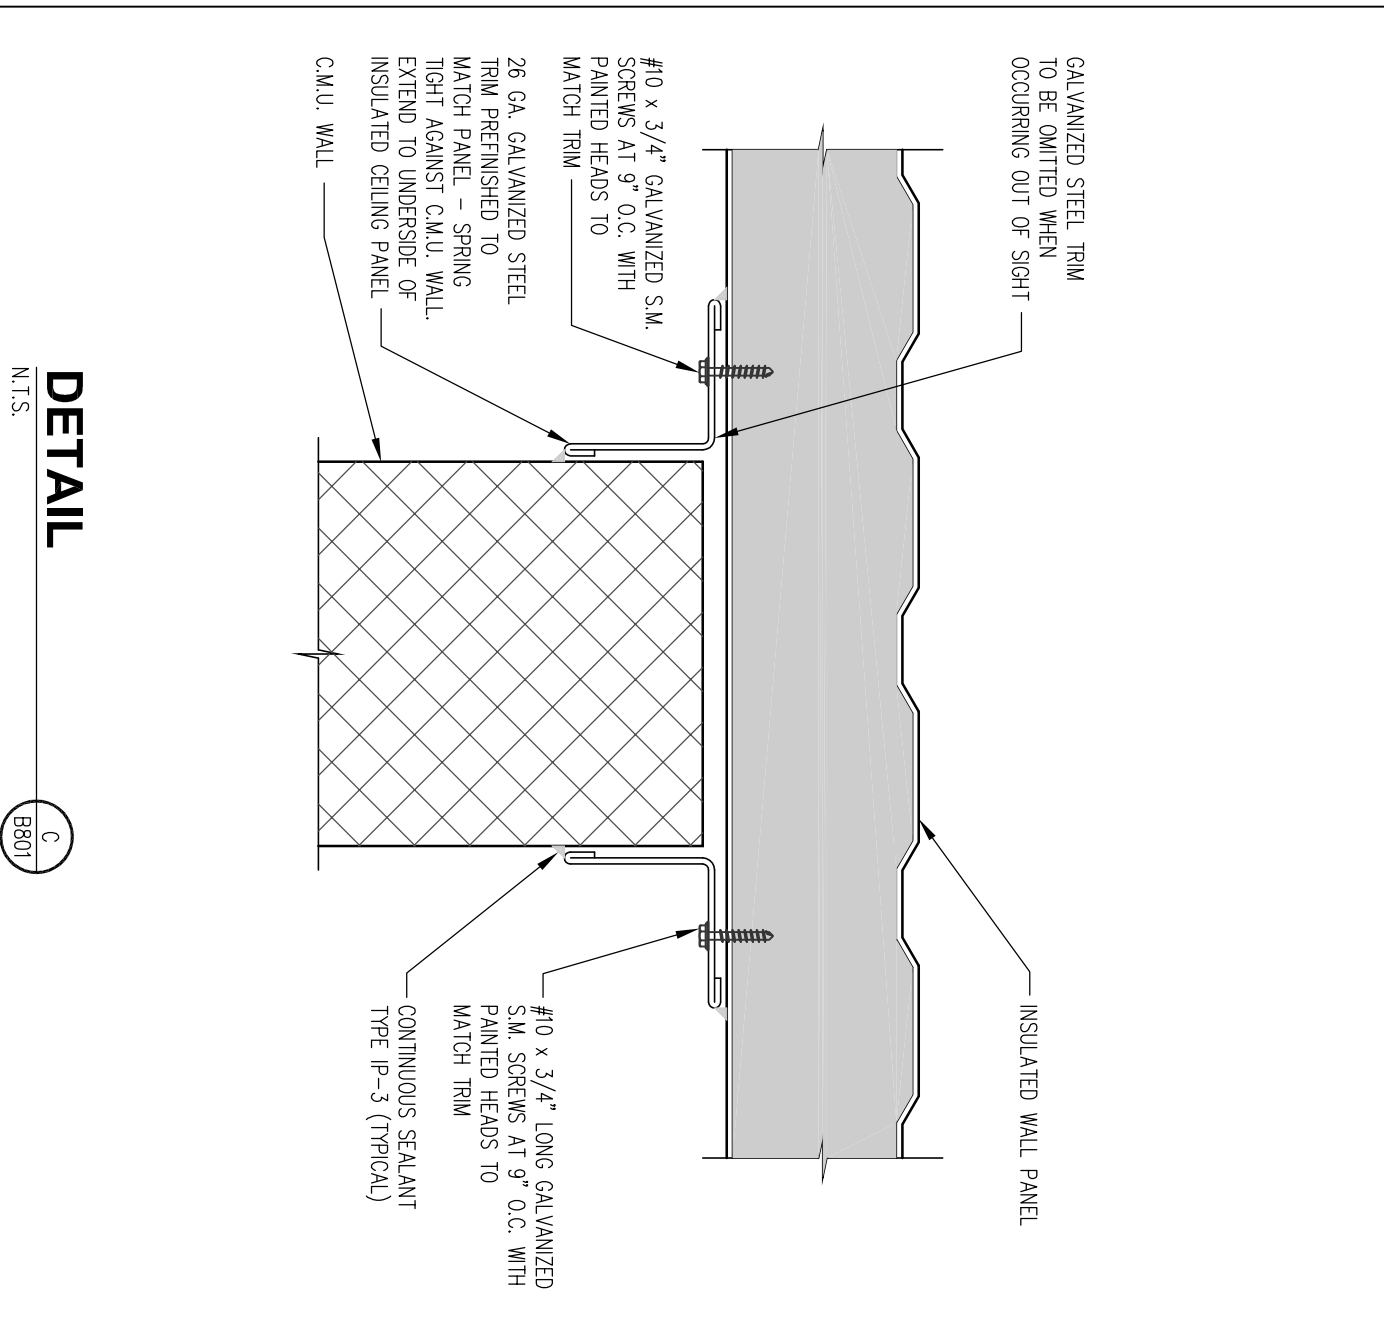 GALVANIZED STEEL TRIM
TO BE OMITTED WHEN
OCCURRING OUT OF SIGHT
#10 x 3/4" GALVANIZED S.M.
SCREWS AT 9" O.C. WITH
PAINTED HEADS TO
MATCH TRIM
26 GA. GALVANIZED STEEL
TRIM PREFINISHED TO
MATCH PANEL - SPRING
TIGHT AGAINST C.M.U. WALL.
EXTEND TO UNDERSIDE OF
INSULATED CEILING PANEL
C.M.U. WALL
INSULATED WALL PANEL
#10 x 3/4" LONG GALVANIZED
S.M. SCREWS AT 9" O.C. WITH
PAINTED HEADS TO
MATCH TRIM
CONTINUOUS SEALANT
TYPE IP-3 (TYPICAL)
DETAIL
N.T.S.
C
B801